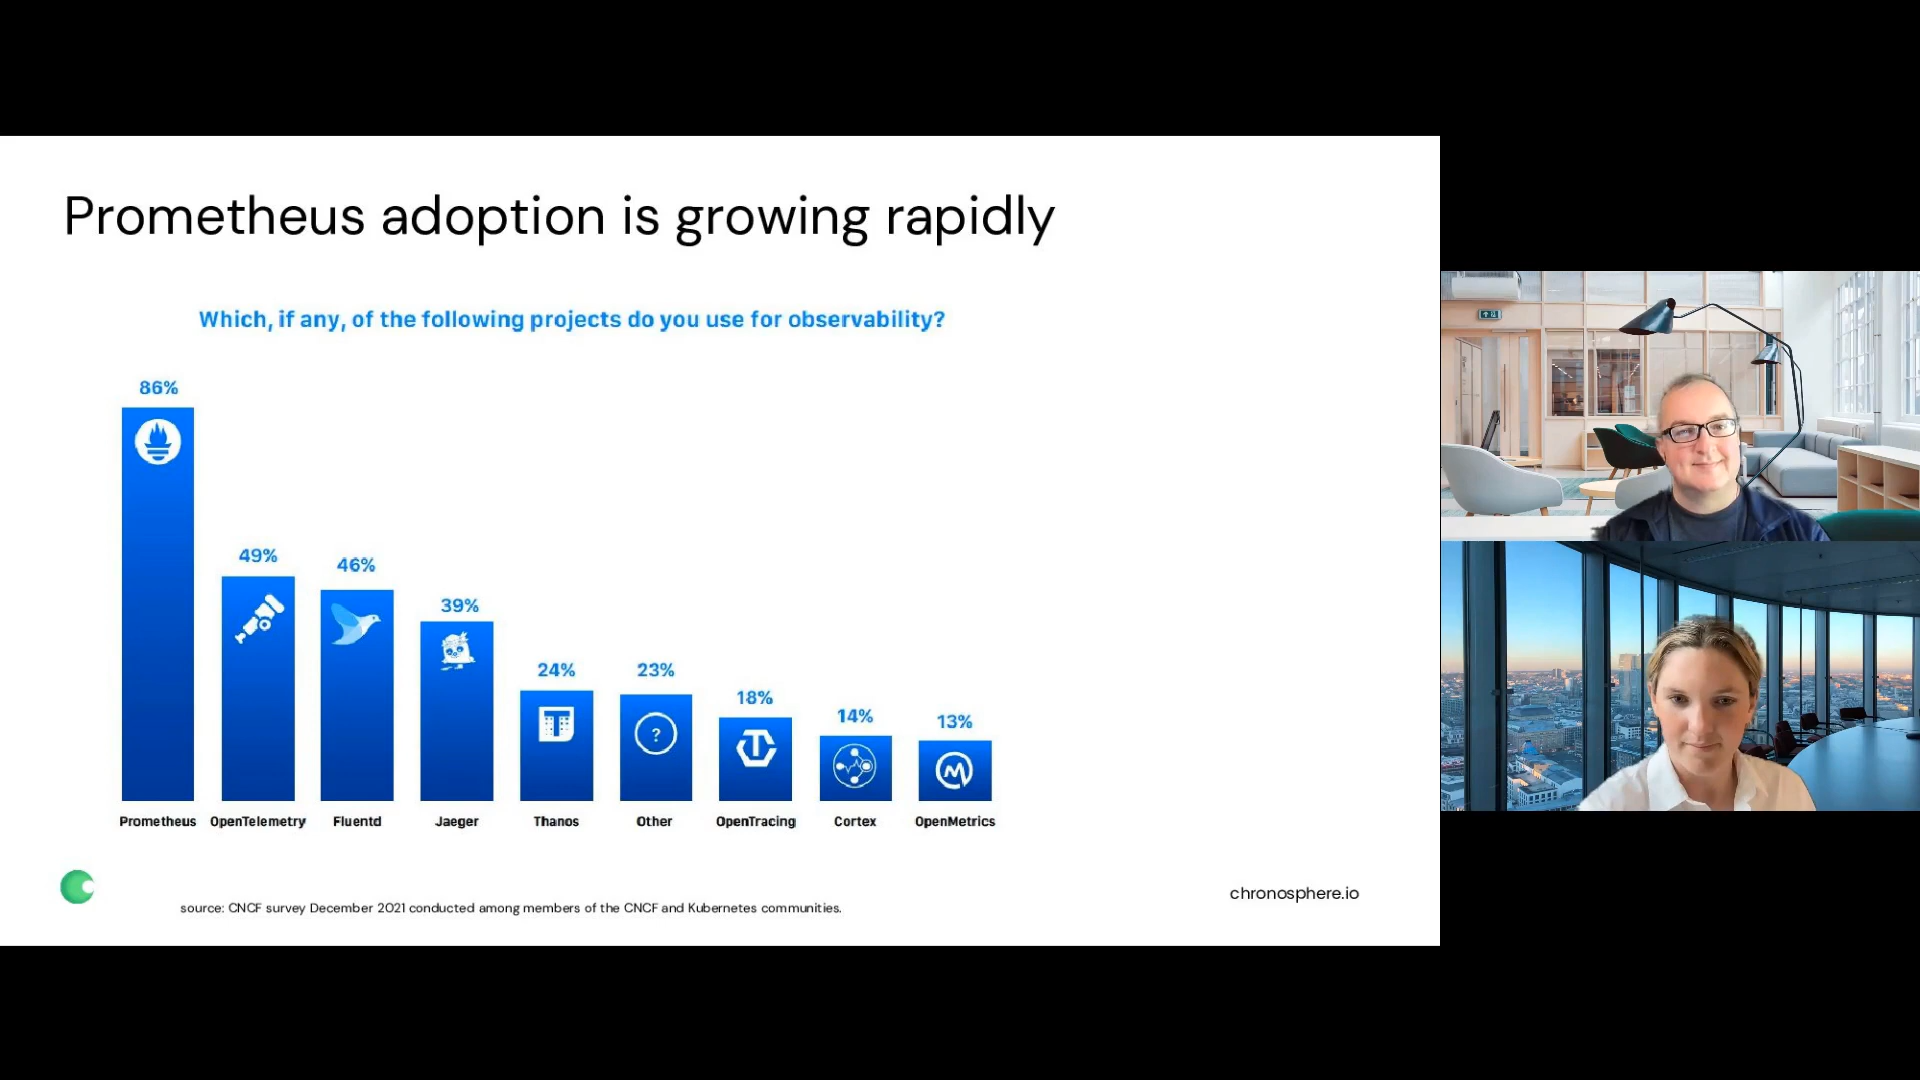 Prometheus adoption is growing rapidly
Which, if any, of the following projects do you use for observability?
86%
49%
46%
39%
24%
23%
18%
14%
13%
?
Prometheus
OpenTelemetry
Fluentd
Jaeger
Thanos
Other
OpenTracing
Cortex
OpenMetrics
source: CNCF survey December 2021 conducted among members of the CNCF and Kubernetes communities.
chronosphere.io